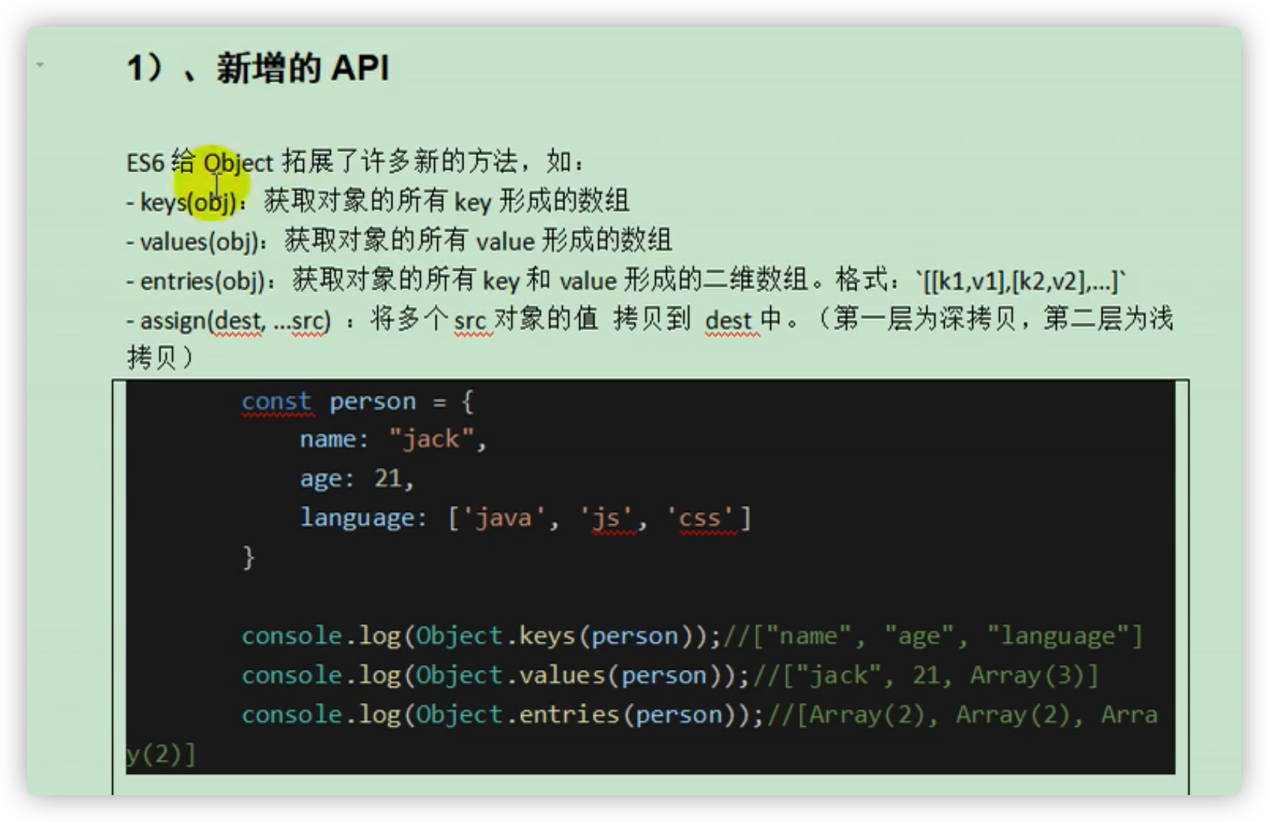 1）、新增的 API
ES6 给 Object 拓展了许多新的方法，如：
- keys(obj)：获取对象的所有 key 形成的数组
- values(obj)：获取对象的所有 value 形成的数组
- entries(obj)：获取对象的所有 key 和 value 形成的二维数组。格式：`[[k1,v1],[k2,v2],...]`
- assign(dest, ...src) ：将多个 src 对象的值 拷贝到 dest 中。（第一层为深拷贝，第二层为浅
拷贝）
const person = {
name: "jack",
age: 21,
language: ['java', 'js', 'css']
}
console.log(Object.keys(person));//["name", "age", "language"]
console.log(Object.values(person));//["jack", 21, Array(3)]
console.log(Object.entries(person));//[Array(2), Array(2), Arra
y(2)]